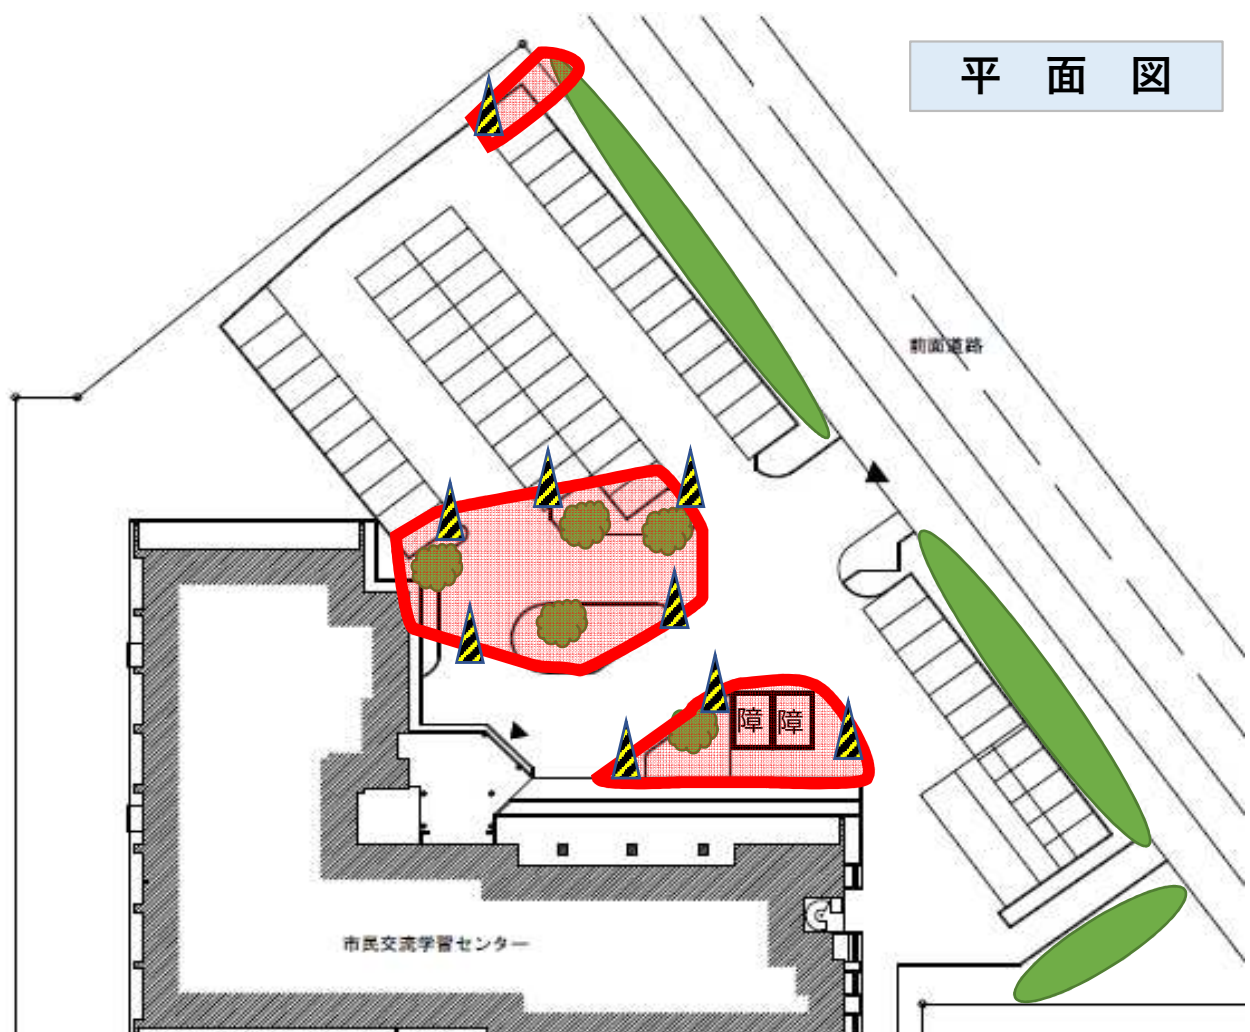 平 面 図
前面道路
障 障
市民交流学習センター